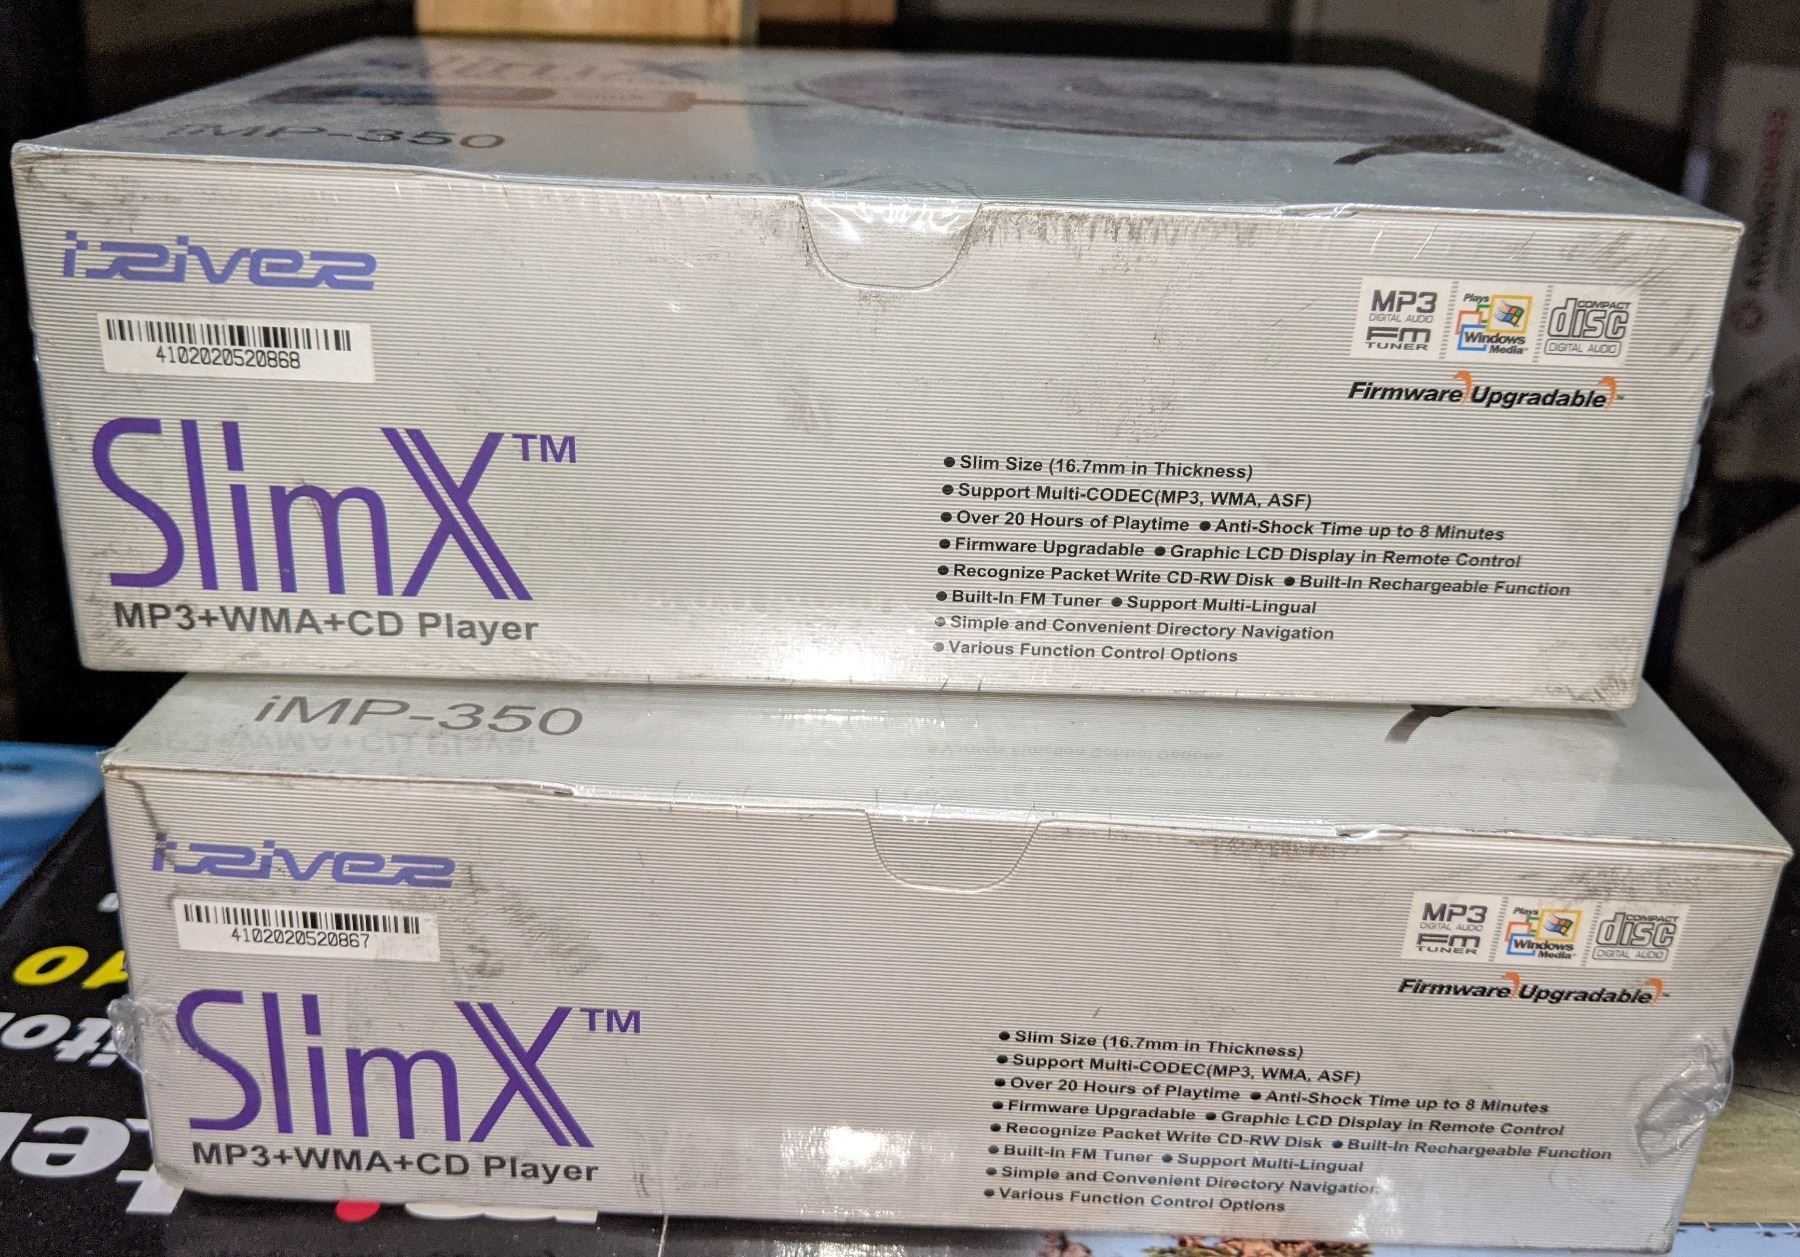 SlimX
iMP-350
iRiver
4102020520868
MP3
DIGITAL AUDIO
FM
TUNER
Plays
Windows
Media™
COMPACT
disc
DIGITAL AUDIO
Firmware Upgradable™
SlimX™
MP3+WMA+CD Player
● Slim Size (16.7mm in Thickness)
● Support Multi-CODEC(MP3, WMA, ASF)
● Over 20 Hours of Playtime ● Anti-Shock Time up to 8 Minutes
● Firmware Upgradable ● Graphic LCD Display in Remote Control
● Recognize Packet Write CD-RW Disk ● Built-In Rechargeable Function
● Built-In FM Tuner ● Support Multi-Lingual
● Simple and Convenient Directory Navigation
● Various Function Control Options
iMP-350
iRiver
4102020520867
MP3
DIGITAL AUDIO
FM
TUNER
Plays
Windows
Media™
COMPACT
disc
DIGITAL AUDIO
Firmware Upgradable™
SlimX™
MP3+WMA+CD Player
● Slim Size (16.7mm in Thickness)
● Support Multi-CODEC(MP3, WMA, ASF)
● Over 20 Hours of Playtime ● Anti-Shock Time up to 8 Minutes
● Firmware Upgradable ● Graphic LCD Display in Remote Control
● Recognize Packet Write CD-RW Disk ● Built-In Rechargeable Function
● Built-In FM Tuner ● Support Multi-Lingual
● Simple and Convenient Directory Navigation
● Various Function Control Options